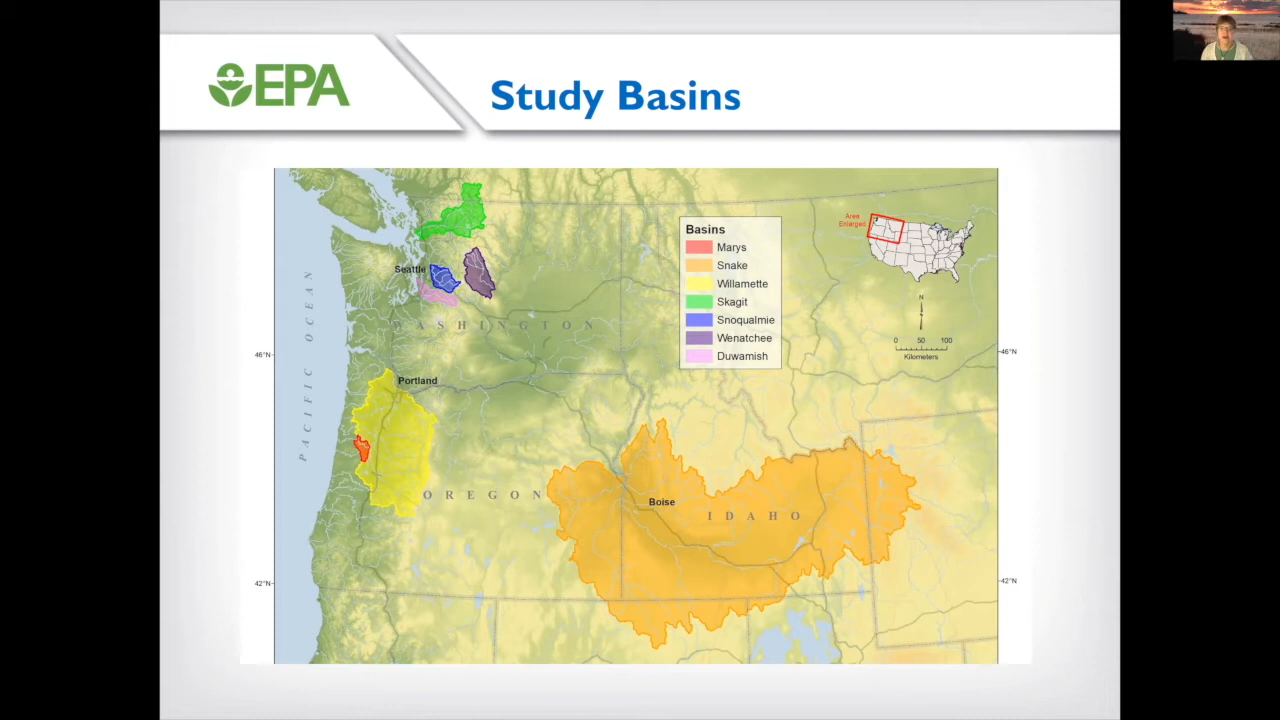 EPA
Study Basins
Area
Enlarged
Basins
Marys
Snake
Willamette
Skagit
Snoqualmie
Wenatchee
Duwamish
N
0 50 100
Kilometers
Seattle
WASHINGTON
PACIFIC OCEAN
46°N
46°N
Portland
OREGON
Boise
IDAHO
42°N
42°N